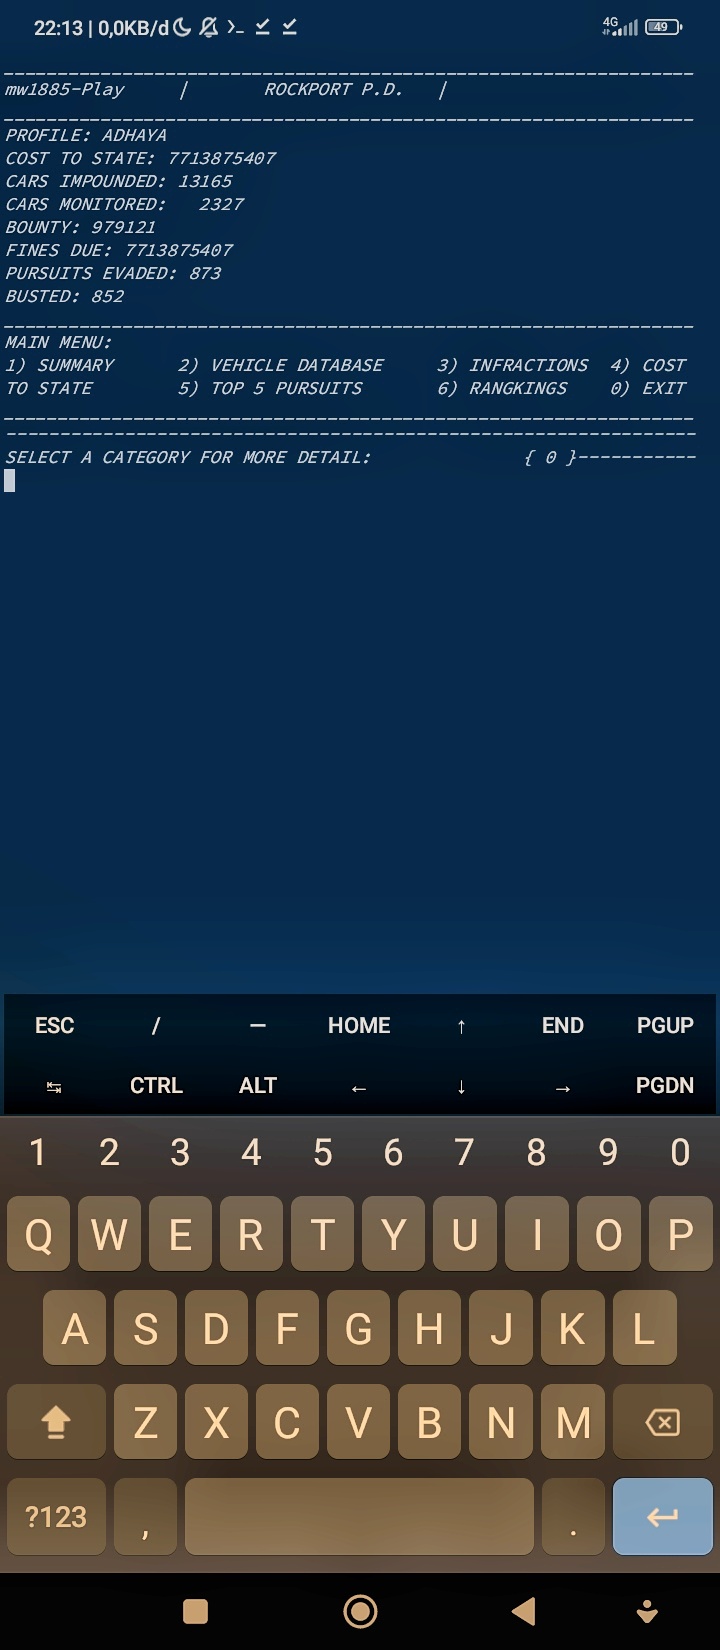 22:13 | 0,0KB/d 4G 49
mw1885-Play | ROCKPORT P.D. |
PROFILE: ADHAYA
COST TO STATE: 7713875407
CARS IMPOUNDED: 13165
CARS MONITORED: 2327
BOUNTY: 979121
FINES DUE: 7713875407
PURSUITS EVADED: 873
BUSTED: 852
MAIN MENU:
1) SUMMARY 2) VEHICLE DATABASE 3) INFRACTIONS 4) COST
TO STATE 5) TOP 5 PURSUITS 6) RANGKINGS 0) EXIT
SELECT A CATEGORY FOR MORE DETAIL: { 0 }-----------
ESC / — HOME ↑ END PGUP
↹ CTRL ALT ← ↓ → PGDN
1 2 3 4 5 6 7 8 9 0
Q W E R T Y U I O P
A S D F G H J K L
Z X C V B N M
?123 , .